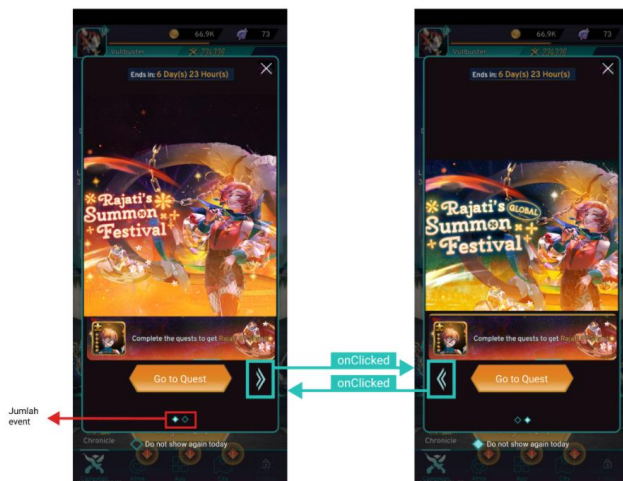 66,9K 73
Vultbuster
Ends in: 6 Day(s) 23 Hour(s)
Rajati's
Summon
Festival
Complete the quests to get
Go to Quest
Jumlah
event
Chronicle
Do not show again today
onClicked
onClicked
66,9K 73
Vultbuster
Ends in: 6 Day(s) 23 Hour(s)
Rajati's
GLOBAL
Summon
Festival
Complete the quests to get
Go to Quest
Chronicle
Do not show again today